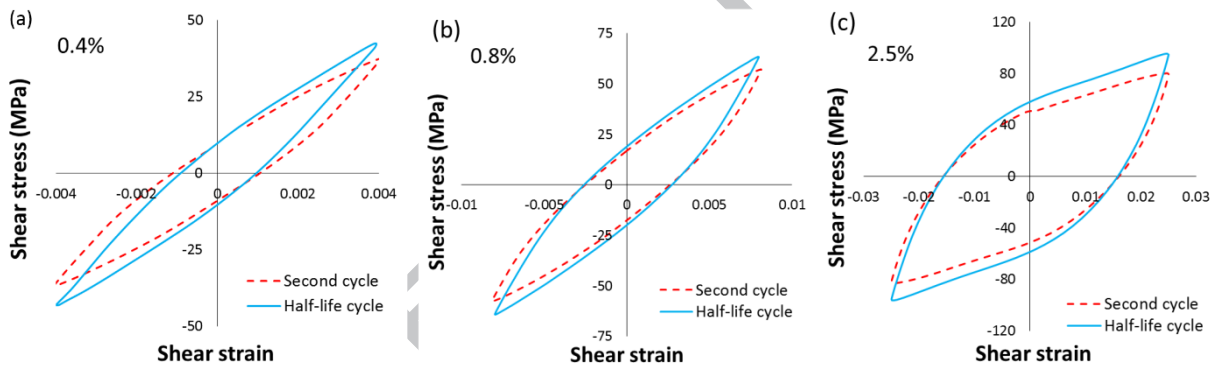 (a)
0.4%
Shear stress (MPa)
50
25
0
-25
-50
-0.004
-0.002
0
0.002
0.004
Second cycle
Half-life cycle
Shear strain
(b)
0.8%
Shear stress (MPa)
75
50
25
0
-25
-50
-75
-0.001
-0.005
0
0.005
0.01
Second cycle
Half-life cycle
Shear strain
(c)
2.5%
Shear stress (MPa)
120
80
40
0
-40
-80
-120
-0.03
-0.02
-0.01
0
0.01
0.02
0.03
Second cycle
Half-life cycle
Shear strain